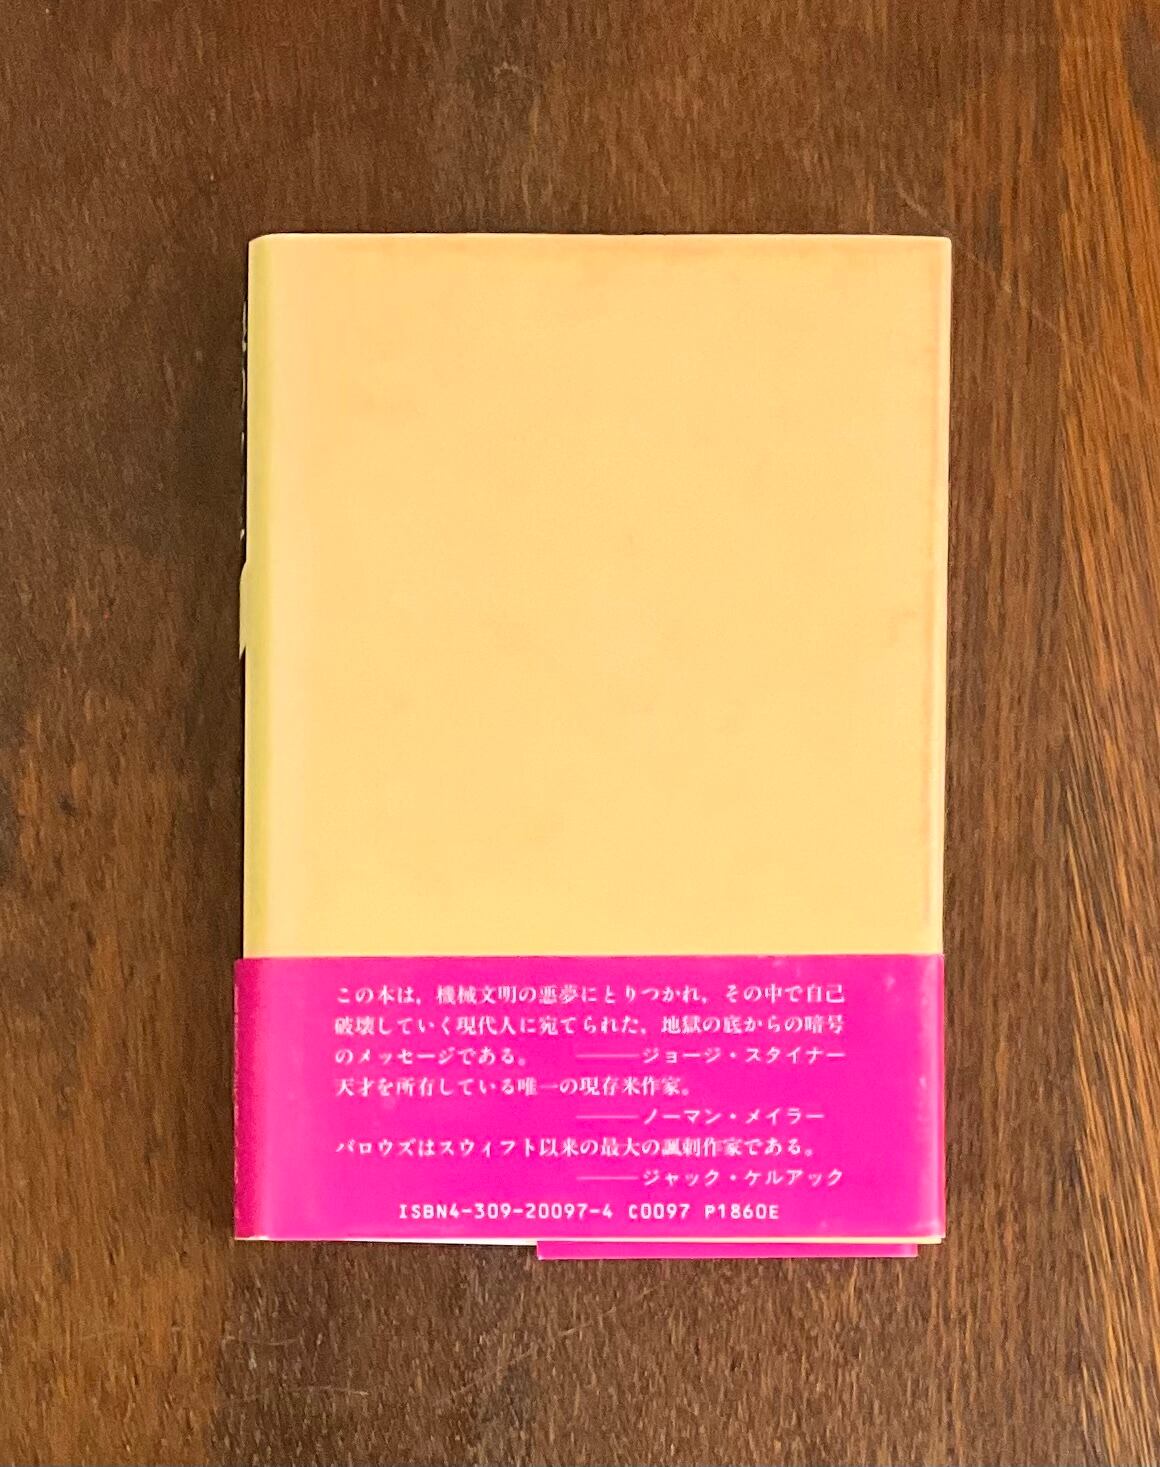 この本は，機械文明の悪夢にとりつかれ，その中で自己
破壊していく現代人に宛てられた，地獄の底からの暗号
のメッセージである。 ———ジョージ・スタイナー
天才を所有している唯一の現存米作家。
———ノーマン・メイラー
バロウズはスウィフト以来の最大の諷刺作家である。
———ジャック・ケルアック
ISBN4-309-20097-4 C0097 P1860E